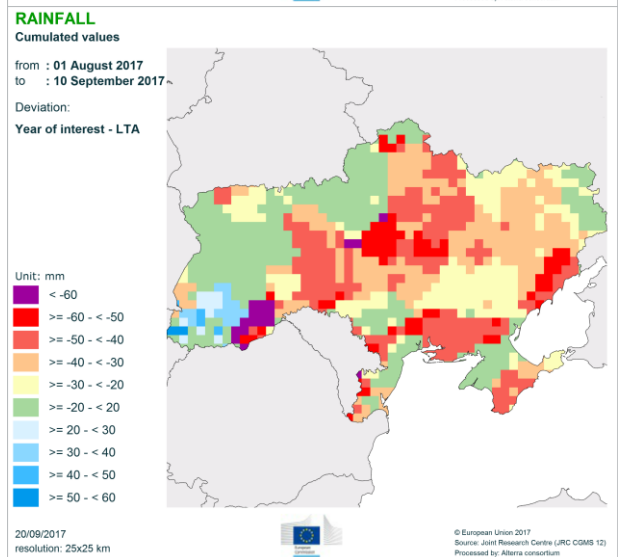 RAINFALL
Cumulated values
from : 01 August 2017
to : 10 September 2017
Deviation:
Year of interest - LTA
Unit: mm
< -60
>= -60 - < -50
>= -50 - < -40
>= -40 - < -30
>= -30 - < -20
>= -20 - < 20
>= 20 - < 30
>= 30 - < 40
>= 40 - < 50
>= 50 - < 60
20/09/2017
resolution: 25x25 km
European
Commission
© European Union 2017
Source: Joint Research Centre (JRC CGMS 12)
Processed by: Alterra consortium